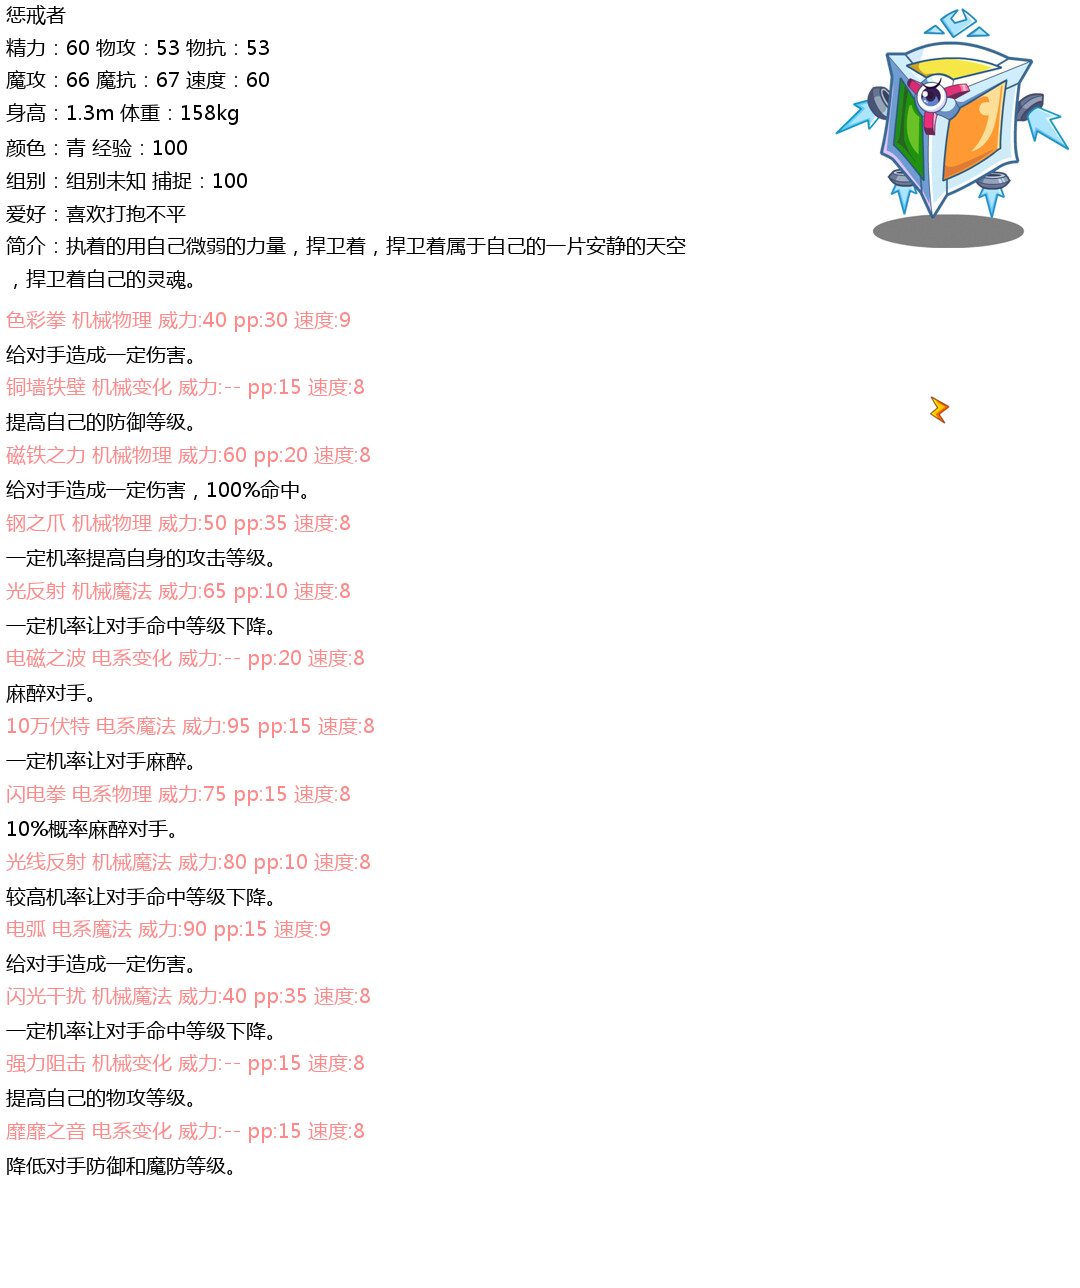 惩戒者
精力：60 物攻：53 物抗：53
魔攻：66 魔抗：67 速度：60
身高：1.3m 体重：158kg
颜色：青 经验：100
组别：组别未知 捕捉：100
爱好：喜欢打抱不平
简介：执着的用自己微弱的力量，捍卫着，捍卫着属于自己的一片安静的天空
，捍卫着自己的灵魂。
色彩拳 机械物理 威力:40 pp:30 速度:9
给对手造成一定伤害。
铜墙铁壁 机械变化 威力:-- pp:15 速度:8
提高自己的防御等级。
磁铁之力 机械物理 威力:60 pp:20 速度:8
给对手造成一定伤害，100%命中。
钢之爪 机械物理 威力:50 pp:35 速度:8
一定机率提高自身的攻击等级。
光反射 机械魔法 威力:65 pp:10 速度:8
一定机率让对手命中等级下降。
电磁之波 电系变化 威力:-- pp:20 速度:8
麻醉对手。
10万伏特 电系魔法 威力:95 pp:15 速度:8
一定机率让对手麻醉。
闪电拳 电系物理 威力:75 pp:15 速度:8
10%概率麻醉对手。
光线反射 机械魔法 威力:80 pp:10 速度:8
较高机率让对手命中等级下降。
电弧 电系魔法 威力:90 pp:15 速度:9
给对手造成一定伤害。
闪光干扰 机械魔法 威力:40 pp:35 速度:8
一定机率让对手命中等级下降。
强力阻击 机械变化 威力:-- pp:15 速度:8
提高自己的物攻等级。
靡靡之音 电系变化 威力:-- pp:15 速度:8
降低对手防御和魔防等级。